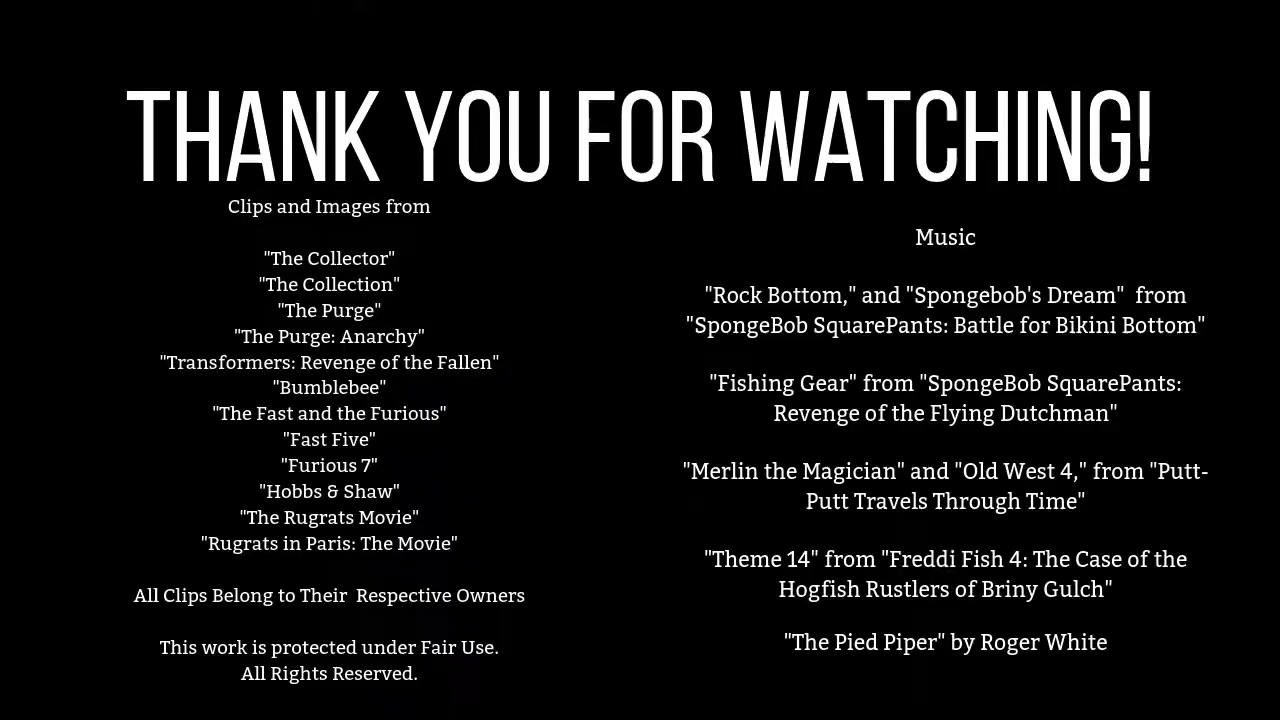 THANK YOU FOR WATCHING!
Clips and Images from
"The Collector"
"The Collection"
"The Purge"
"The Purge: Anarchy"
"Transformers: Revenge of the Fallen"
"Bumblebee"
"The Fast and the Furious"
"Fast Five"
"Furious 7"
"Hobbs & Shaw"
"The Rugrats Movie"
"Rugrats in Paris: The Movie"
All Clips Belong to Their  Respective Owners
This work is protected under Fair Use.
All Rights Reserved.
Music
"Rock Bottom," and "Spongebob's Dream"  from
"SpongeBob SquarePants: Battle for Bikini Bottom"
"Fishing Gear" from "SpongeBob SquarePants:
Revenge of the Flying Dutchman"
"Merlin the Magician" and "Old West 4," from "Putt-
Putt Travels Through Time"
"Theme 14" from "Freddi Fish 4: The Case of the
Hogfish Rustlers of Briny Gulch"
"The Pied Piper" by Roger White